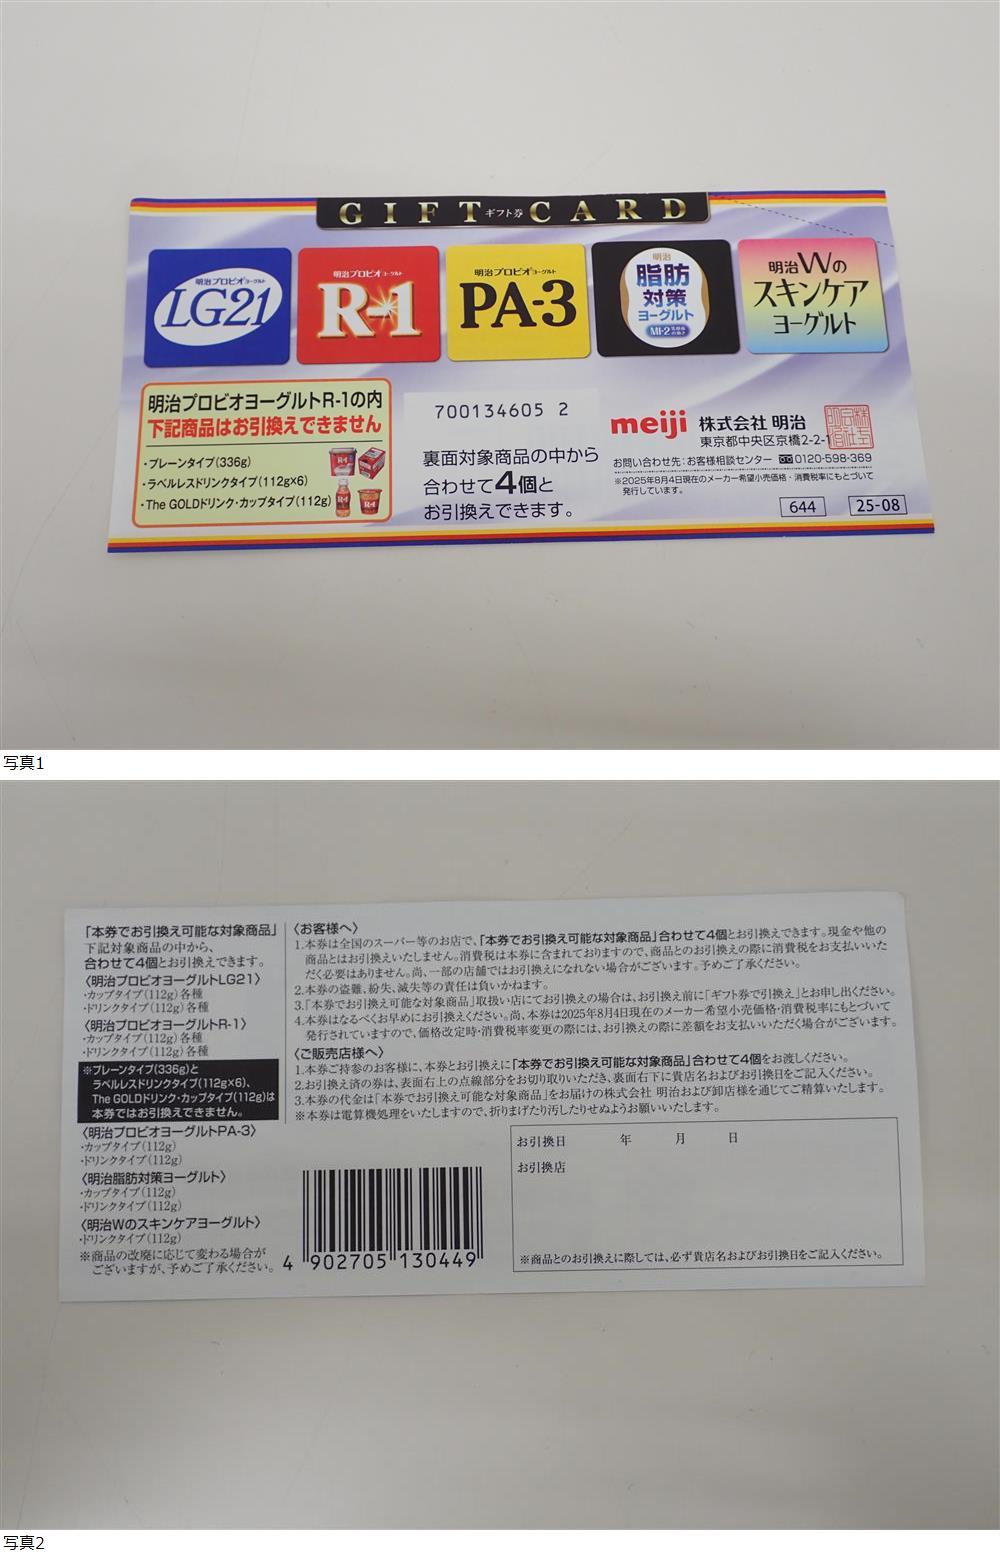 GIFT ギフト券 CARD
明治プロビオヨーグルト
LG21
明治プロビオヨーグルト
R-1
明治プロビオヨーグルト
PA-3
明治
脂肪
対策
ヨーグルト
MI-2 乳酸菌の働き
明治Wの
スキンケア
ヨーグルト
明治プロビオヨーグルトR-1の内
下記商品はお引換えできません
・プレーンタイプ(336g)
・ラベルレスドリンクタイプ(112g×6)
・The GOLDドリンク・カップタイプ(112g)
700134605 2
裏面対象商品の中から
合わせて4個と
お引換えできます。
meiji 株式会社 明治
東京都中央区京橋2-2-1
お問い合わせ先:お客様相談センター 0120-598-369
※2025年8月4日現在のメーカー希望小売価格・消費税率にもとづいて
発行しています。
644 25-08
写真1
「本券でお引換え可能な対象商品」
下記対象商品の中から、
合わせて4個とお引換えできます。
〈明治プロビオヨーグルトLG21〉
・カップタイプ(112g)各種
・ドリンクタイプ(112g)各種
〈明治プロビオヨーグルトR-1〉
・カップタイプ(112g)各種
・ドリンクタイプ(112g)各種
※プレーンタイプ(336g)と
ラベルレスドリンクタイプ(112g×6)、
The GOLDドリンク・カップタイプ(112g)は
本券ではお引換えできません。
〈明治プロビオヨーグルトPA-3〉
・カップタイプ(112g)
・ドリンクタイプ(112g)
〈明治脂肪対策ヨーグルト〉
・カップタイプ(112g)
・ドリンクタイプ(112g)
〈明治Wのスキンケアヨーグルト〉
・ドリンクタイプ(112g)
※商品の改廃に応じて変わる場合が
ございますが、予めご了承ください。
〈お客様へ〉
1.本券は全国のスーパー等のお店で、「本券でお引換え可能な対象商品」合わせて4個とお引換えできます。現金や他の
商品とはお引換えいたしません。消費税は本券に含まれておりますので、商品とのお引換えの際に消費税をお支払いいた
だく必要はありません。尚、一部の店舗ではお引換えになれない場合がございます。予めご了承ください。
2.本券の盗難、紛失、滅失等の責任は負いかねます。
3.「本券でお引換え可能な対象商品」取扱い店にてお引換えの場合は、お引換え前に「ギフト券で引換え」とお申し出ください。
4.本券はなるべくお早めにお引換えください。尚、本券は2025年8月4日現在のメーカー希望小売価格・消費税率にもとづいて
発行されていますので、価格改定時・消費税率変更の際には、お引換えの際に差額をお支払いいただく場合がございます。
〈ご販売店様へ〉
1.本券ご持参のお客様に、本券とお引換えに「本券でお引換え可能な対象商品」合わせて4個をお渡しください。
2.お引換え済の券は、表面右上の点線部分をお切り取りいただき、裏面右下に貴店名およびお引換日をご記入ください。
3.本券の代金は「本券でお引換え可能な対象商品」をお届けの株式会社 明治および卸店様を通じてご精算いたします。
※本券は電算機処理をいたしますので、折りまげたり汚したりせぬようお願いいたします。
お引換日 年 月 日
お引換店
※商品とのお引換えに際しては、必ず貴店名およびお引換日をご記入ください。
4 902705 130449
写真2